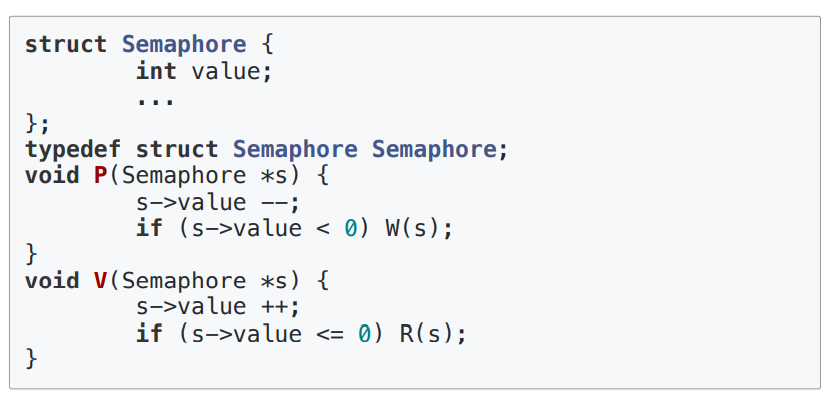 struct Semaphore {
        int value;
        ...
};
typedef struct Semaphore Semaphore;
void P(Semaphore *s) {
        s->value --;
        if (s->value < 0) W(s);
}
void V(Semaphore *s) {
        s->value ++;
        if (s->value <= 0) R(s);
}